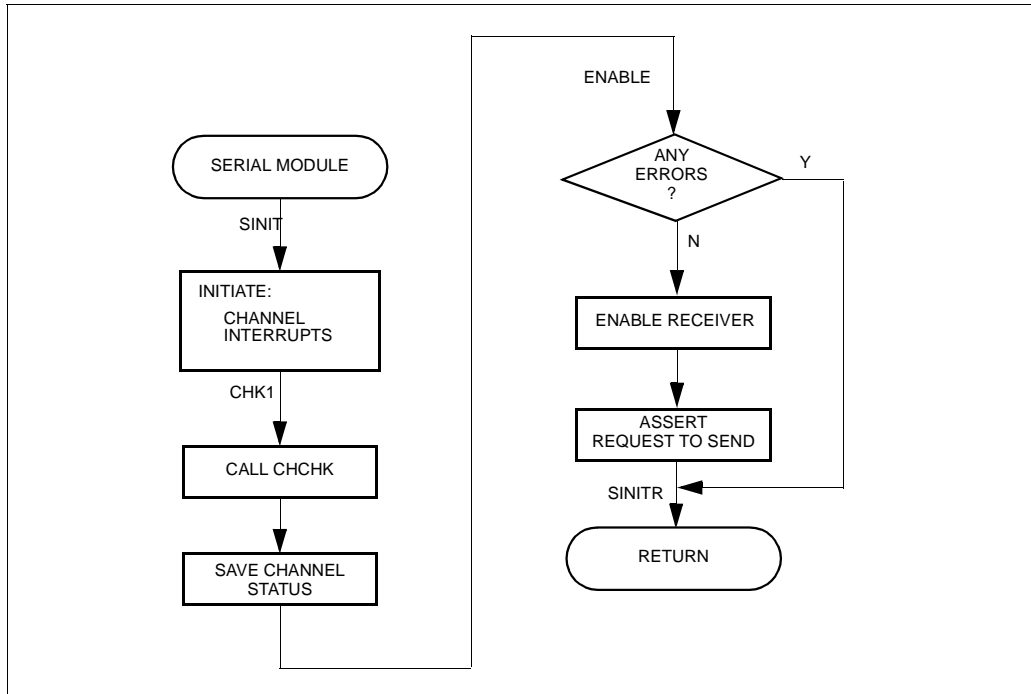 SERIAL MODULE
SINIT
INITIATE:
CHANNEL
INTERRUPTS
CHK1
CALL CHCHK
SAVE CHANNEL
STATUS
ENABLE
ANY
ERRORS
?
Y
N
ENABLE RECEIVER
ASSERT
REQUEST TO SEND
SINITR
RETURN